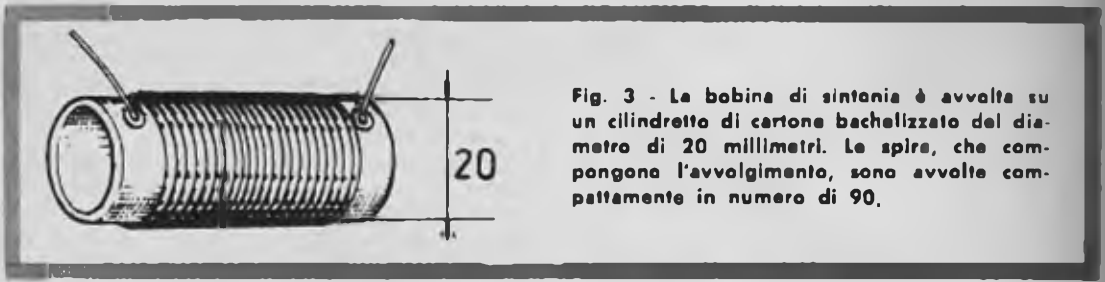 20
Fig. 3 - La bobina di sintonia è avvolta su
un cilindretto di cartone bachelizzato del dia-
metro di 20 millimetri. Le spire, che com-
pongono l'avvolgimento, sono avvolte com-
pattamente in numero di 90.